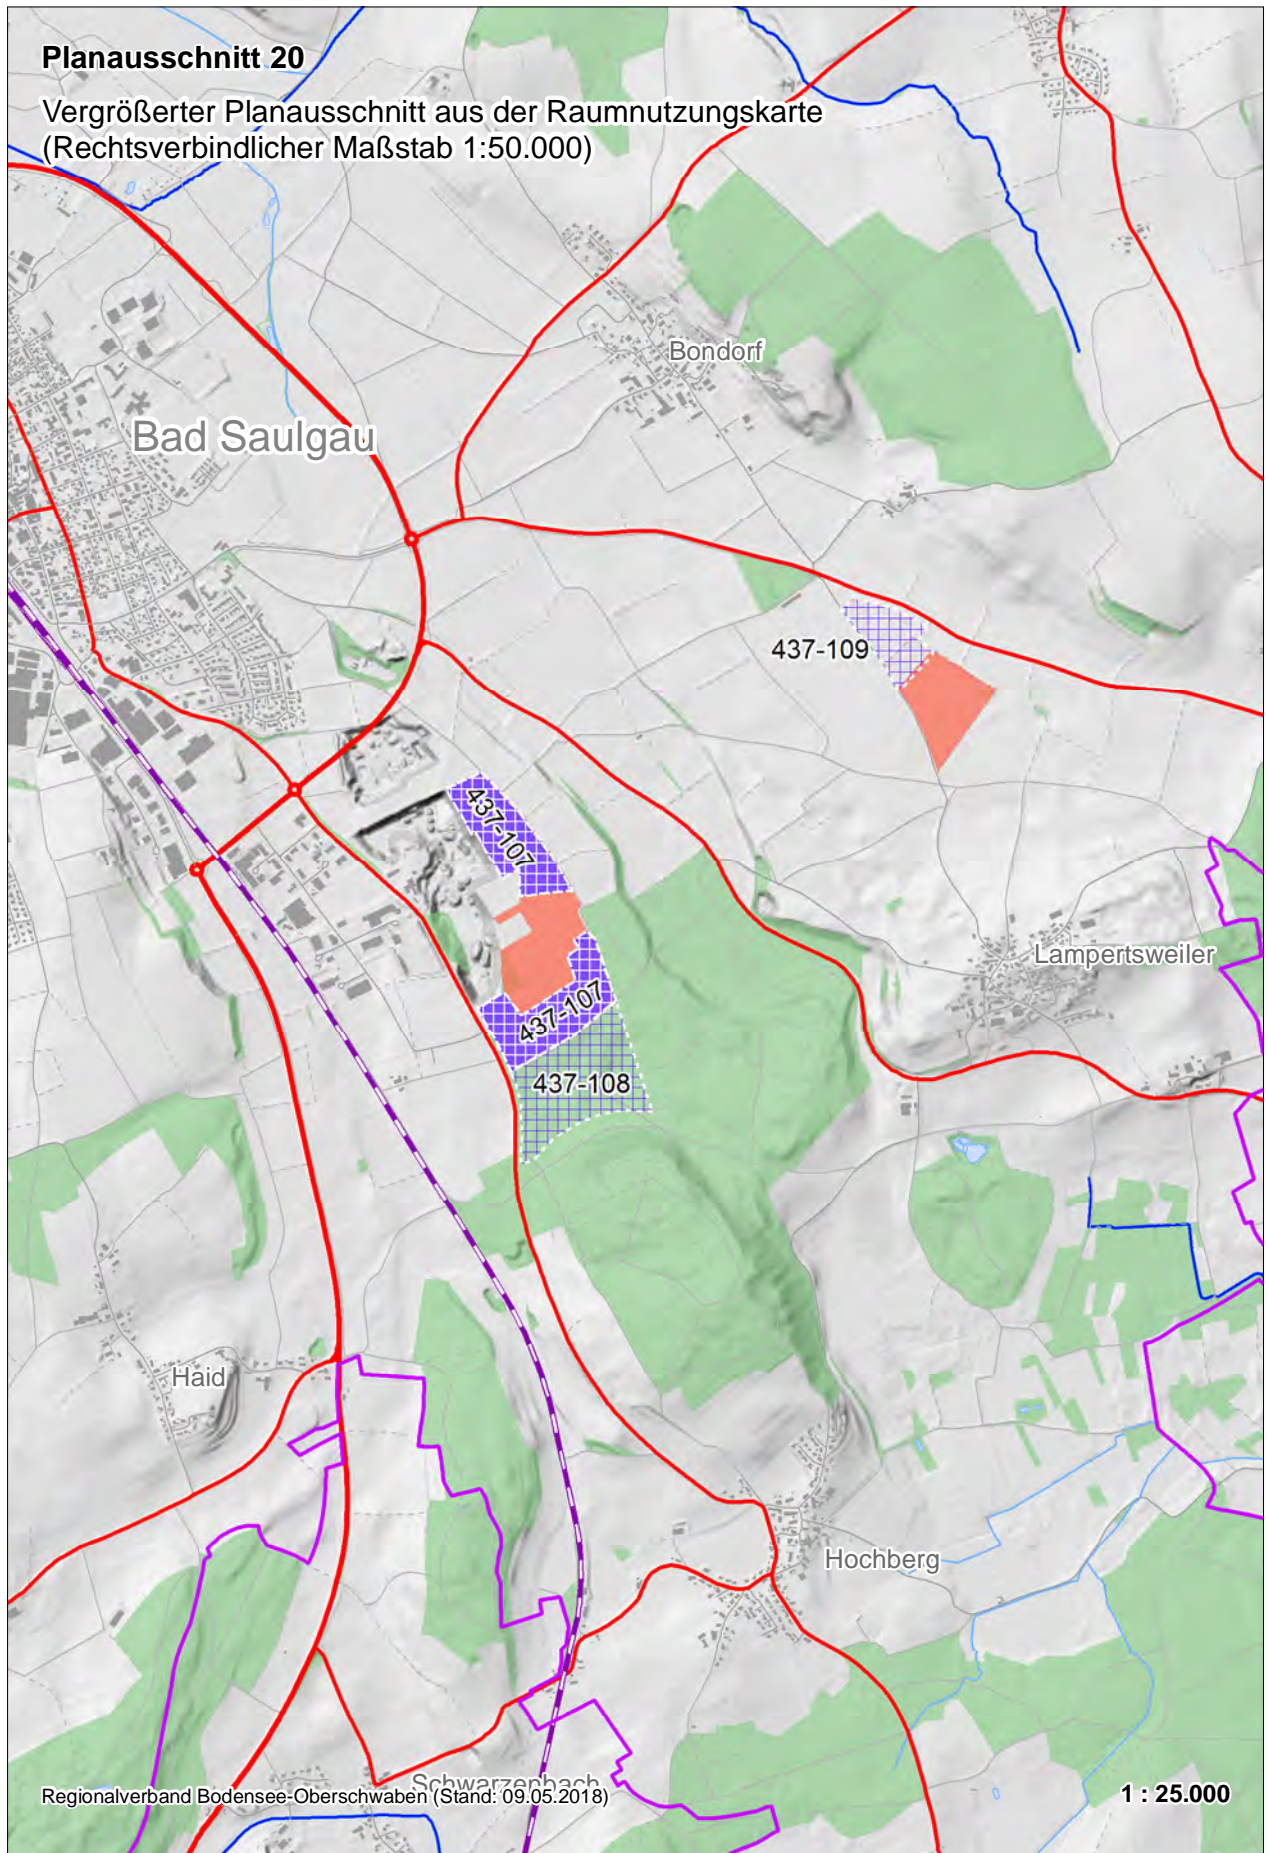 Planausschnitt 20
Vergrößerter Planausschnitt aus der Raumnutzungskarte
(Rechtsverbindlicher Maßstab 1:50.000)
Bondorf
Bad Saulgau
437-109
437-107
Lampertsweiler
437-107
437-108
Haid
Hochberg
Schwarzenbach
Regionalverband Bodensee-Oberschwaben (Stand: 09.05.2018)
1 : 25.000